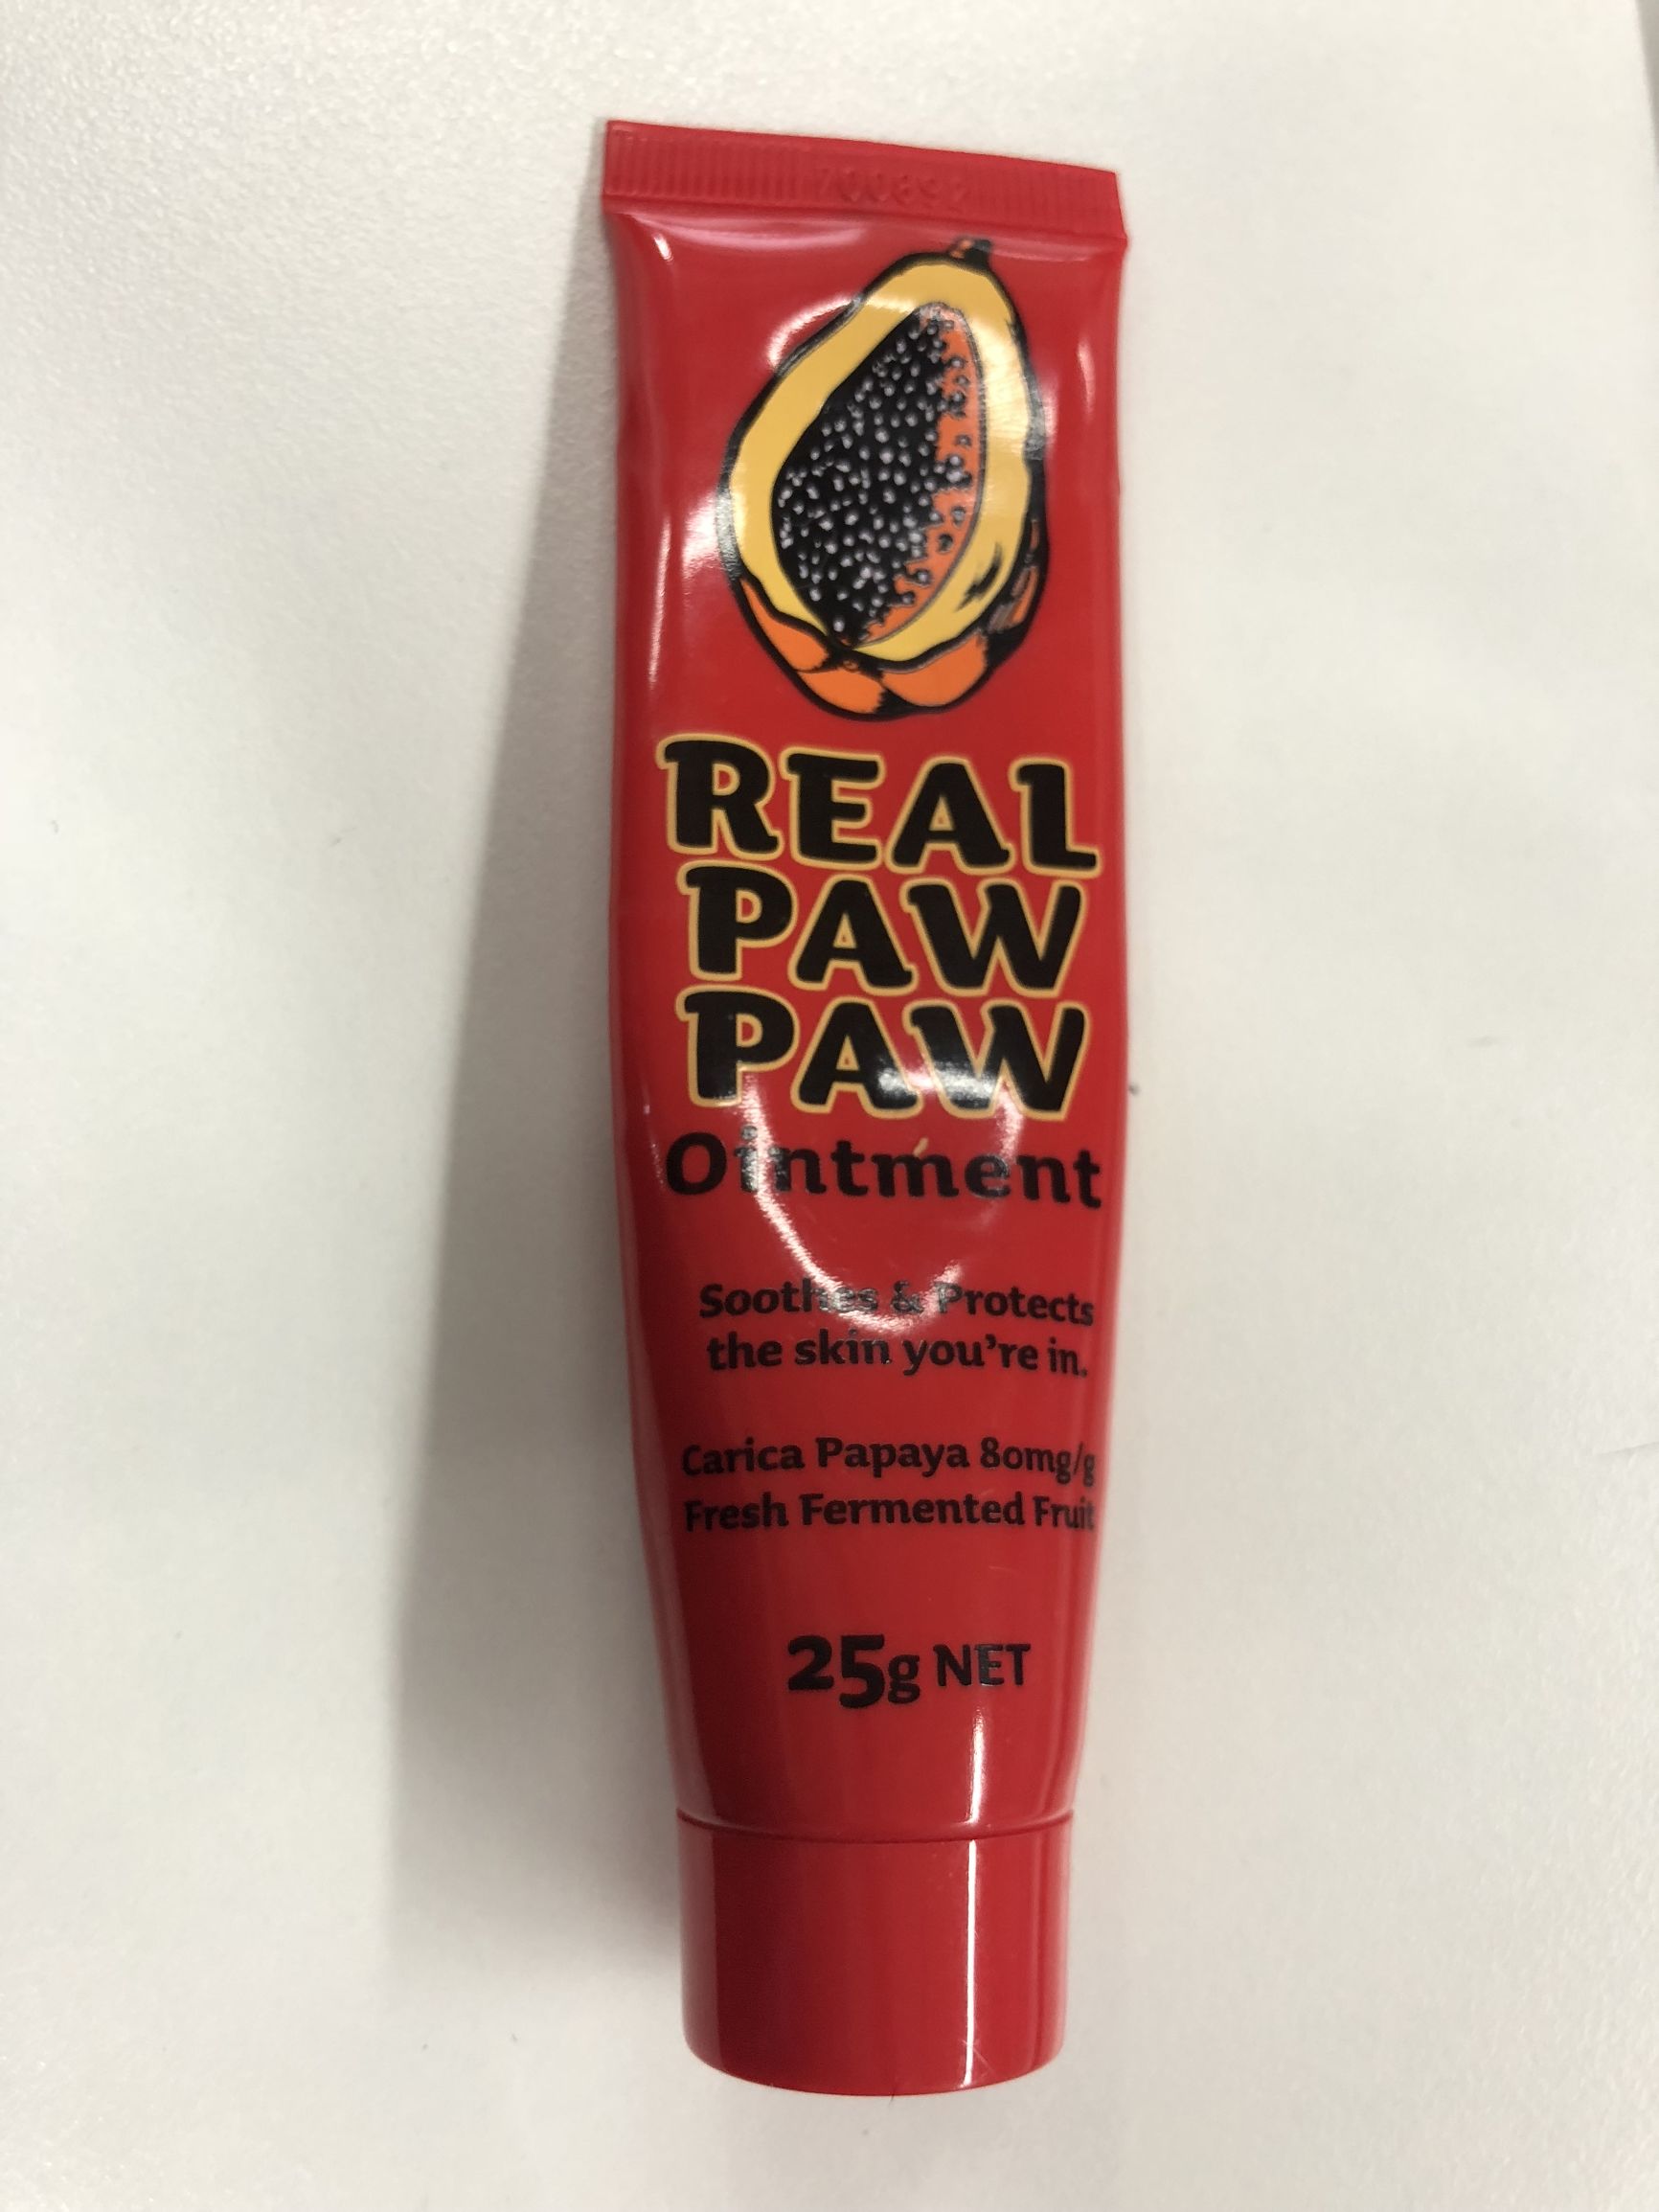 REAL
PAW
PAW
Ointment
Soothes & Protects
the skin you're in.
Carica Papaya 80mg/g
Fresh Fermented Fruit
25g NET